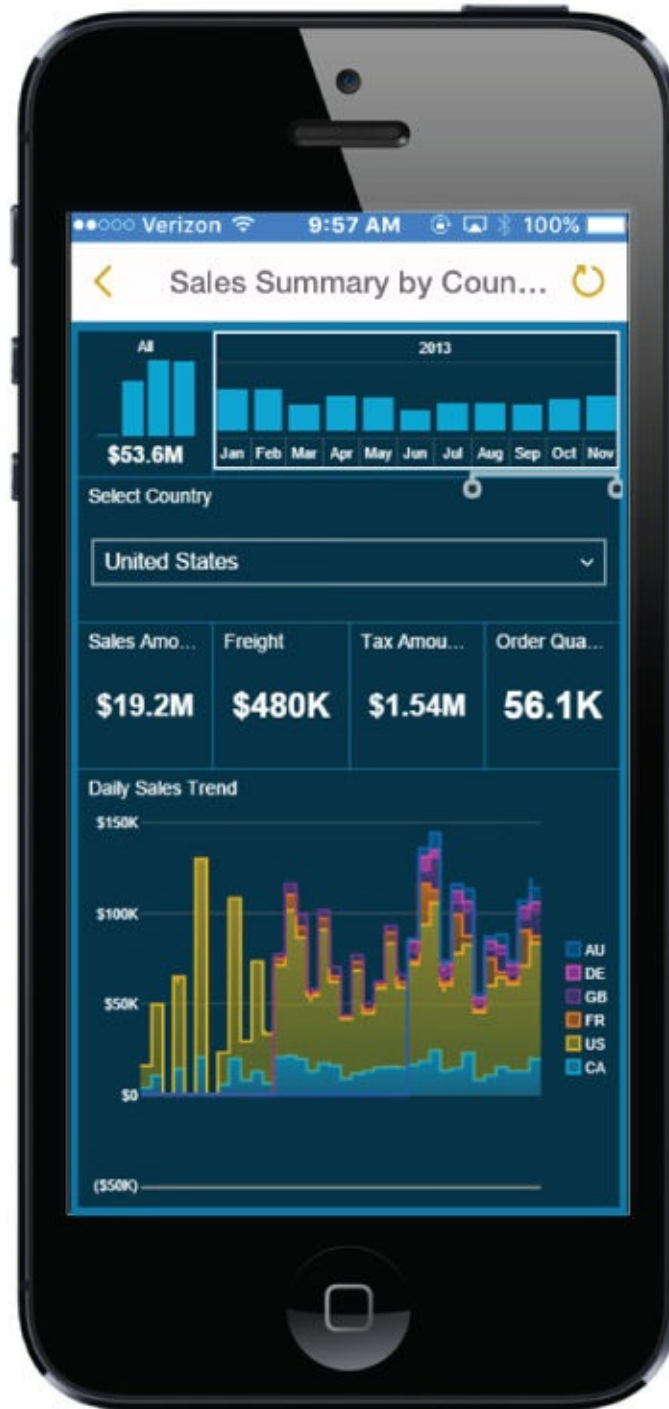 Verizon 9:57 AM 100%
Sales Summary by Coun...
All
2013
$53.6M
Jan Feb Mar Apr May Jun Jul Aug Sep Oct Nov
Select Country
United States
Sales Amo... Freight Tax Amou... Order Qua...
$19.2M $480K $1.54M 56.1K
Daily Sales Trend
$150K
$100K
$50K
$0
($50K)
AU
DE
GB
FR
US
CA